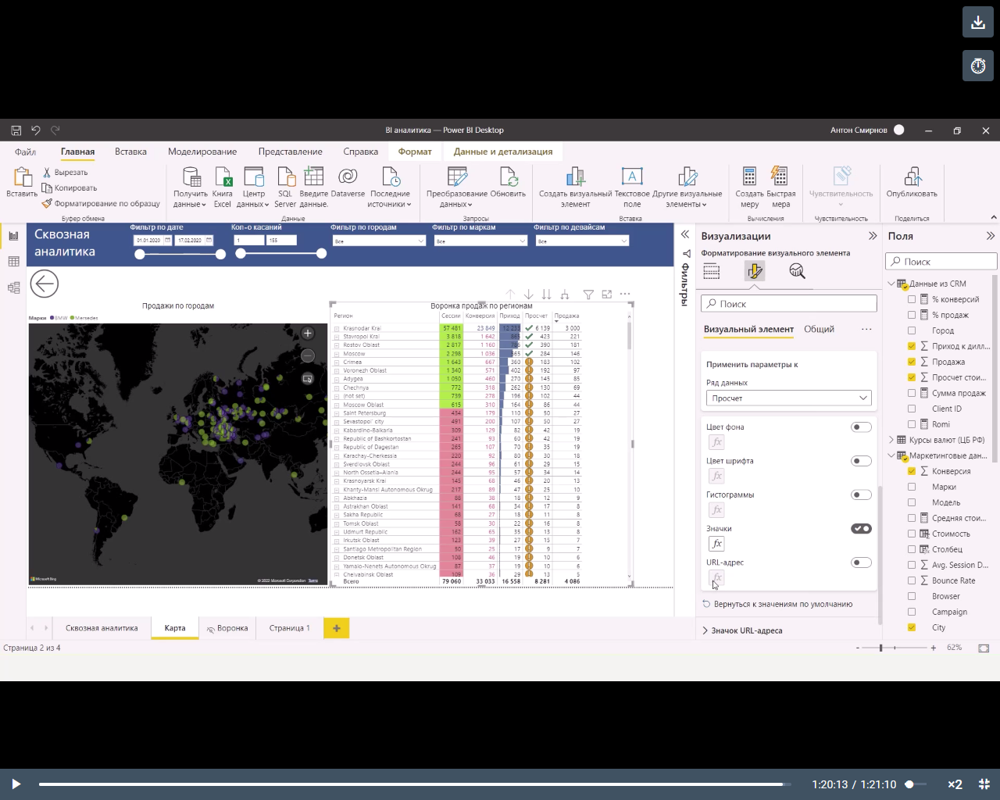 BI аналитика — Power BI Desktop
Антон Смирнов
Файл
Главная
Вставка
Моделирование
Представление
Справка
Формат
Данные и детализация
Вставить
Вырезать
Копировать
Форматирование по образцу
Буфер обмена
Получить данные
Книга Excel
Центр данных
SQL Server
Введите данные.
Dataverse
Последние источники
Данные
Преобразование данных
Обновить
Запросы
Создать визуальный элемент
Текстовое поле
Другие визуальные элементы
Вставка
Создать меру
Быстрая мера
Вычисления
Чувствительность
Чувствительность
Опубликовать
Поделиться
Сквозная
аналитика
Фильтр по дате
01.01.2020
17.02.2020
Кол-о касаний
1
155
Фильтр по городам
Все
Фильтр по маркам
Все
Фильтр по девайсам
Все
Продажи по городам
Марки BMW Mersedes
Microsoft Bing
© 2022 Microsoft Corporation Terms
Воронка продаж по регионам
Регион Сессии Конверсия Приход Просчет Продажа
Krasnodar Krai 57 481 23 849 12 233 6 139 3 000
Stavropol Krai 3 818 1 642 885 423 221
Rostov Oblast 2 817 1 160 786 390 181
Moscow 2 298 1 036 565 284 146
Crimea 1 643 667 360 183 102
Voronezh Oblast 1 340 571 402 192 97
Adygea 1 050 460 270 145 85
Chechnya 772 318 262 130 69
(not set) 739 278 196 102 44
Moscow Oblast 615 310 164 86 44
Saint Petersburg 434 179 110 50 27
Sevastopol' city 491 200 107 50 27
Kabardino-Balkaria 309 129 82 42 19
Republic of Bashkortostan 241 93 60 42 19
Republic of Dagestan 265 107 70 35 19
Karachay-Cherkessia 220 92 80 30 18
Sverdlovsk Oblast 244 96 61 29 15
North Ossetia–Alania 244 95 57 34 14
Krasnoyarsk Krai 145 68 46 20 13
Khanty-Mansi Autonomous Okrug 217 89 47 25 10
Abkhazia 88 38 18 12 9
Astrakhan Oblast 141 68 34 17 8
Sakha Republic 68 27 18 11 8
Tomsk Oblast 58 30 22 16 8
Udmurt Republic 162 65 35 13 8
Irkutsk Oblast 123 39 27 15 7
Santiago Metropolitan Region 50 25 17 9 7
Donetsk Oblast 108 46 19 10 6
Yamalo-Nenets Autonomous Okrug 87 37 19 10 6
Chelyabinsk Oblast 109 36 29 13 5
Всего 79 060 33 033 16 558 8 281 4 086
Фильтры
Визуализации
Форматирование визуального элемента
Поиск
Визуальный элемент
Общий
Применить параметры к
Ряд данных
Просчет
Цвет фона
fx
Цвет шрифта
fx
Гистограммы
fx
Значки
fx
URL-адрес
fx
Вернуться к значениям по умолчанию
Значок URL-адреса
Поля
Поиск
Данные из CRM
% конверсий
% продаж
Город
Приход к дилл...
Продажа
Просчет стои...
Сумма продаж
Client ID
Romi
Курсы валют (ЦБ РФ)
Маркетинговые дан...
Конверсия
Марки
Модель
Средняя стои...
Стоимость
Столбец
Avg. Session D...
Bounce Rate
Browser
Campaign
City
Сквозная аналитика
Карта
Воронка
Страница 1
Страница 2 из 4
- + 62%
1:20:13 / 1:21:10
×2